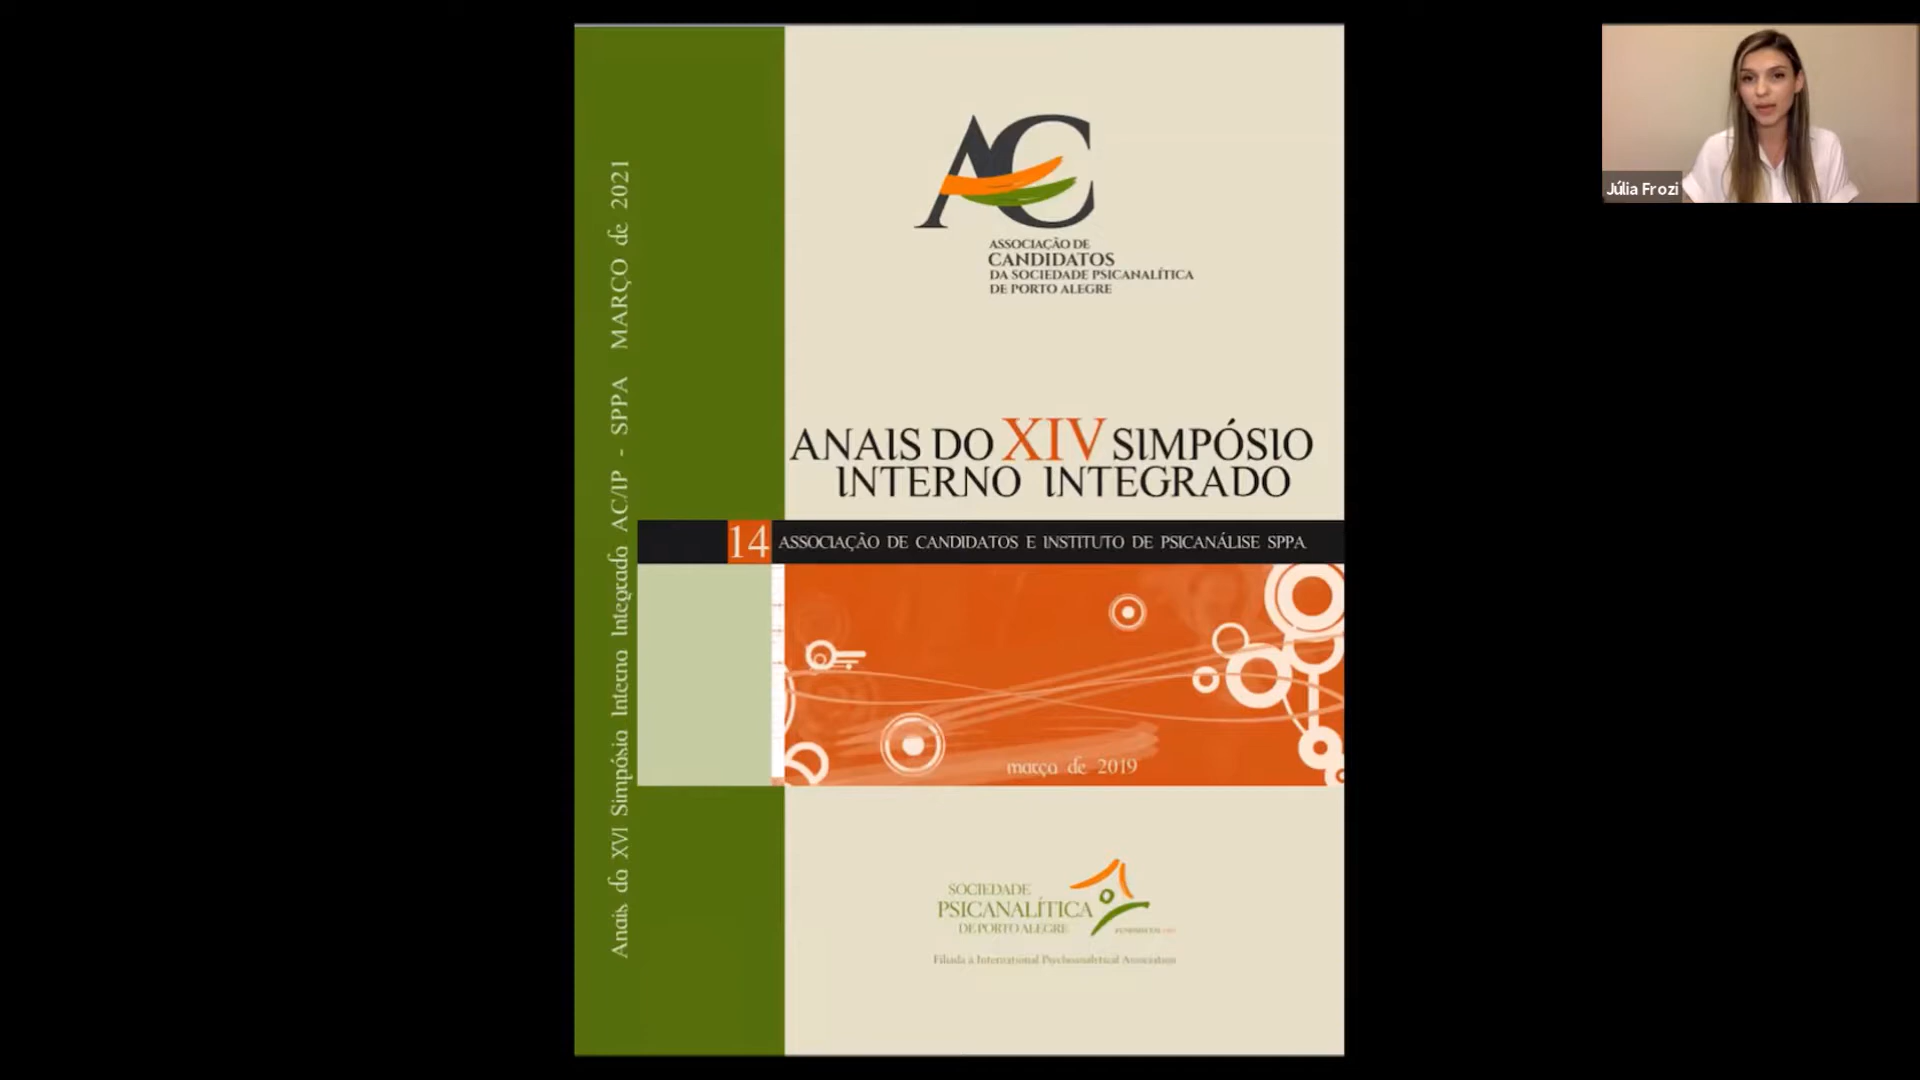 Anais do XVI Simpósio Interno Integrado AC/IP - SPPA MARÇO de 2021
AC
ASSOCIAÇÃO DE
CANDIDATOS
DA SOCIEDADE PSICANALÍTICA
DE PORTO ALEGRE
ANAIS DO XIV SIMPÓSIO
INTERNO INTEGRADO
14 ASSOCIAÇÃO DE CANDIDATOS E INSTITUTO DE PSICANÁLISE SPPA
março de 2019
SOCIEDADE
PSICANALÍTICA
DE PORTO ALEGRE
Filiada à International Psychoanalytical Association
Júlia Frozi